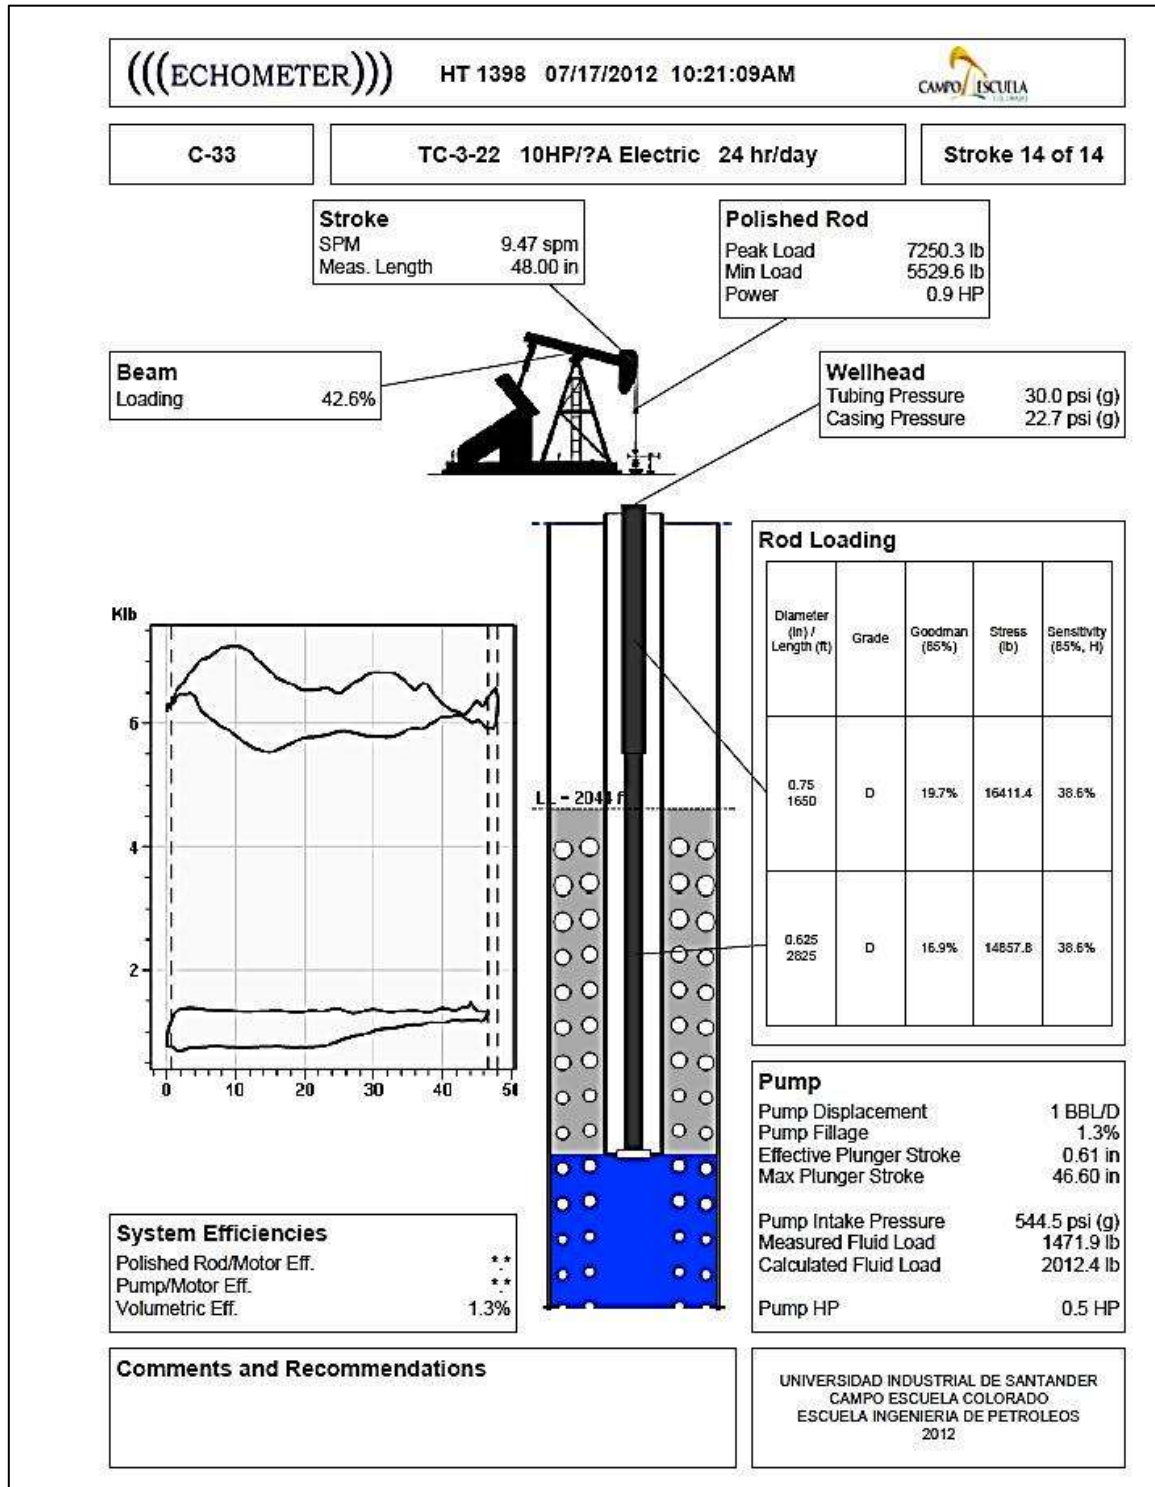 (((ECHOMETER))) HT 1398 07/17/2012 10:21:09AM CAMPO ESCUELA
C-33 TC-3-22 10HP/?A Electric 24 hr/day Stroke 14 of 14
Stroke
SPM 9.47 spm
Meas. Length 48.00 in
Polished Rod
Peak Load 7250.3 lb
Min Load 5529.6 lb
Power 0.9 HP
Beam
Loading 42.6%
Wellhead
Tubing Pressure 30.0 psi (g)
Casing Pressure 22.7 psi (g)
Rod Loading
Diameter (in) / Length (ft) Grade Goodman (85%) Stress (lb) Sensitivity (85%, H)
0.75 1650 D 19.7% 16411.4 38.6%
0.625 2825 D 16.9% 14857.8 38.6%
Klb
6
4
2
0 10 20 30 40
LL = 2044 f
Pump
Pump Displacement 1 BBL/D
Pump Fillage 1.3%
Effective Plunger Stroke 0.61 in
Max Plunger Stroke 46.60 in
Pump Intake Pressure 544.5 psi (g)
Measured Fluid Load 1471.9 lb
Calculated Fluid Load 2012.4 lb
Pump HP 0.5 HP
System Efficiencies
Polished Rod/Motor Eff. *.*
Pump/Motor Eff. *.*
Volumetric Eff. 1.3%
Comments and Recommendations
UNIVERSIDAD INDUSTRIAL DE SANTANDER
CAMPO ESCUELA COLORADO
ESCUELA INGENIERIA DE PETROLEOS
2012